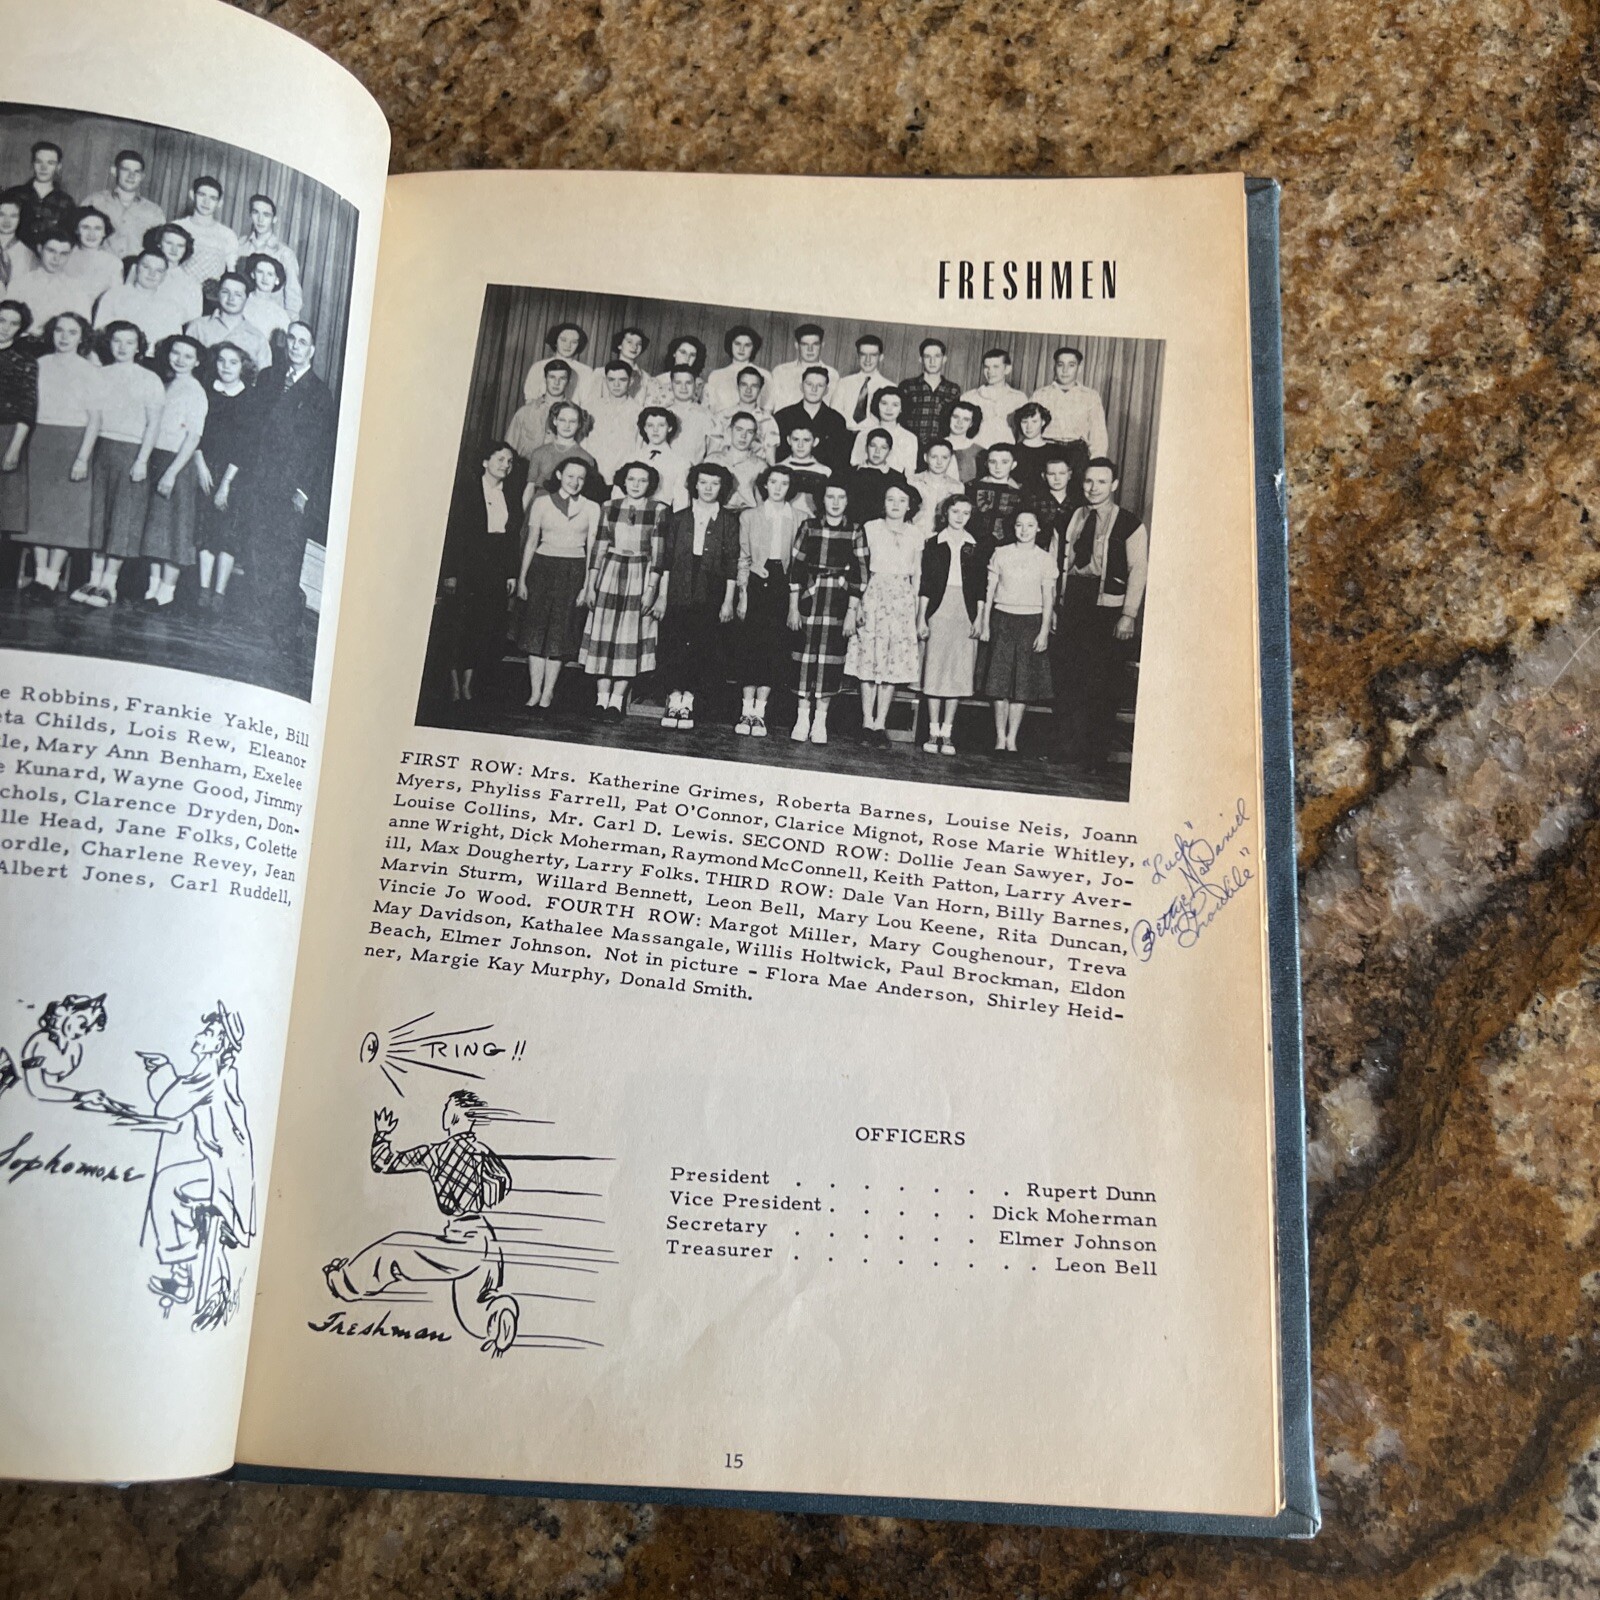 e Robbins, Frankie Yakle, Bill
eta Childs, Lois Rew, Eleanor
le, Mary Ann Benham, Exelee
e Kunard, Wayne Good, Jimmy
chols, Clarence Dryden, Don-
lle Head, Jane Folks, Colette
ordle, Charlene Revey, Jean
Albert Jones, Carl Ruddell,
Sophomore
FRESHMEN
FIRST ROW: Mrs. Katherine Grimes, Roberta Barnes, Louise Neis, Joann
Myers, Phyliss Farrell, Pat O'Connor, Clarice Mignot, Rose Marie Whitley,
Louise Collins, Mr. Carl D. Lewis. SECOND ROW: Dollie Jean Sawyer, Jo-
anne Wright, Dick Moherman, Raymond McConnell, Keith Patton, Larry Aver-
ill, Max Dougherty, Larry Folks. THIRD ROW: Dale Van Horn, Billy Barnes,
Marvin Sturm, Willard Bennett, Leon Bell, Mary Lou Keene, Rita Duncan,
Vincie Jo Wood. FOURTH ROW: Margot Miller, Mary Coughenour, Treva
May Davidson, Kathalee Massangale, Willis Holtwick, Paul Brockman, Eldon
Beach, Elmer Johnson. Not in picture - Flora Mae Anderson, Shirley Heid-
ner, Margie Kay Murphy, Donald Smith.
"Luck"
Bettye McDaniel
RING!!
Freshman
OFFICERS
President . . . . . . . Rupert Dunn
Vice President . . . . . Dick Moherman
Secretary . . . . . . Elmer Johnson
Treasurer . . . . . . . . Leon Bell
15